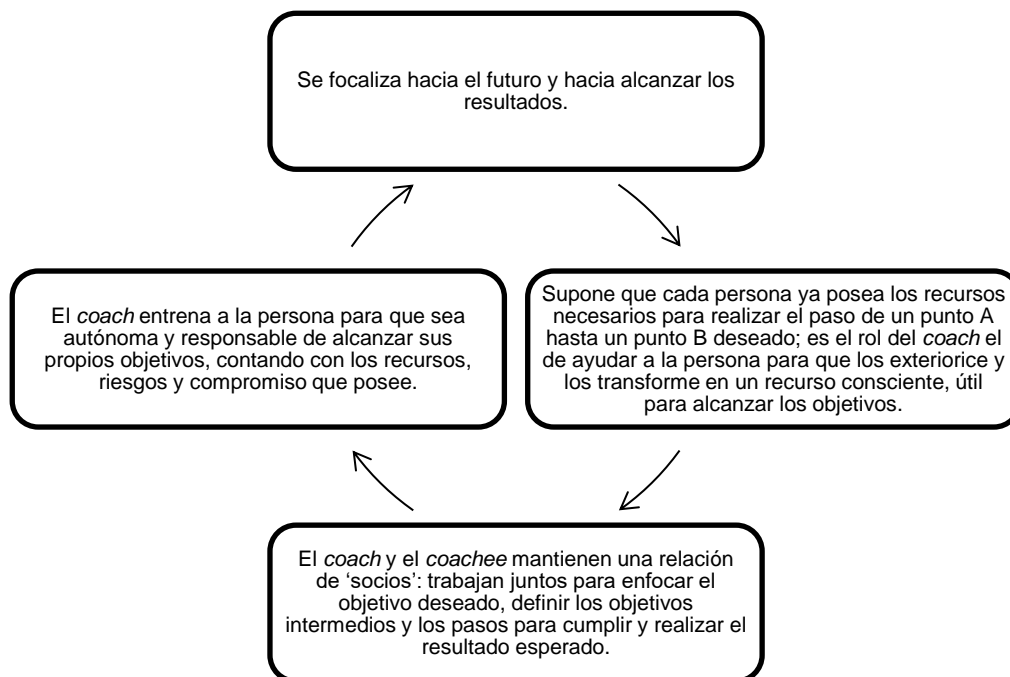 Se focaliza hacia el futuro y hacia alcanzar los
resultados.
El coach entrena a la persona para que sea
autónoma y responsable de alcanzar sus
propios objetivos, contando con los recursos,
riesgos y compromiso que posee.
Supone que cada persona ya posea los recursos
necesarios para realizar el paso de un punto A
hasta un punto B deseado; es el rol del coach el
de ayudar a la persona para que los exteriorice y
los transforme en un recurso consciente, útil
para alcanzar los objetivos.
El coach y el coachee mantienen una relación
de ‘socios’: trabajan juntos para enfocar el
objetivo deseado, definir los objetivos
intermedios y los pasos para cumplir y realizar el
resultado esperado.